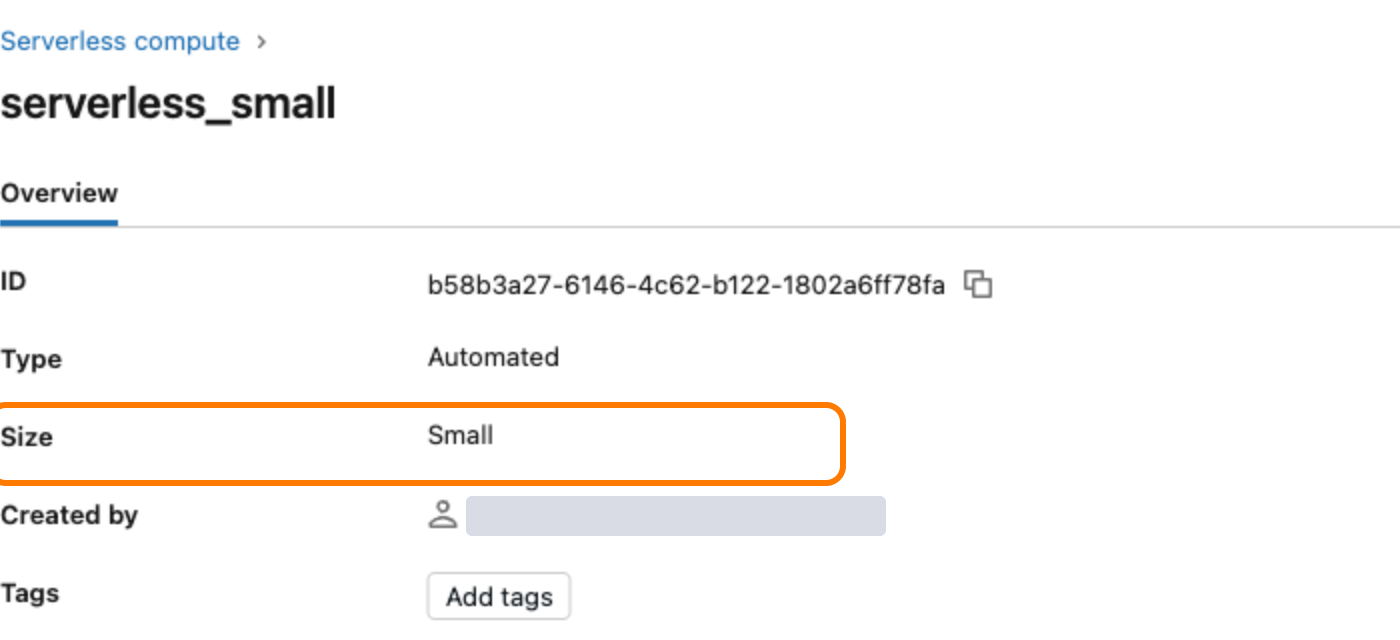 Serverless compute >
serverless_small
Overview
ID b58b3a27-6146-4c62-b122-1802a6ff78fa
Type Automated
Size Small
Created by
Tags Add tags